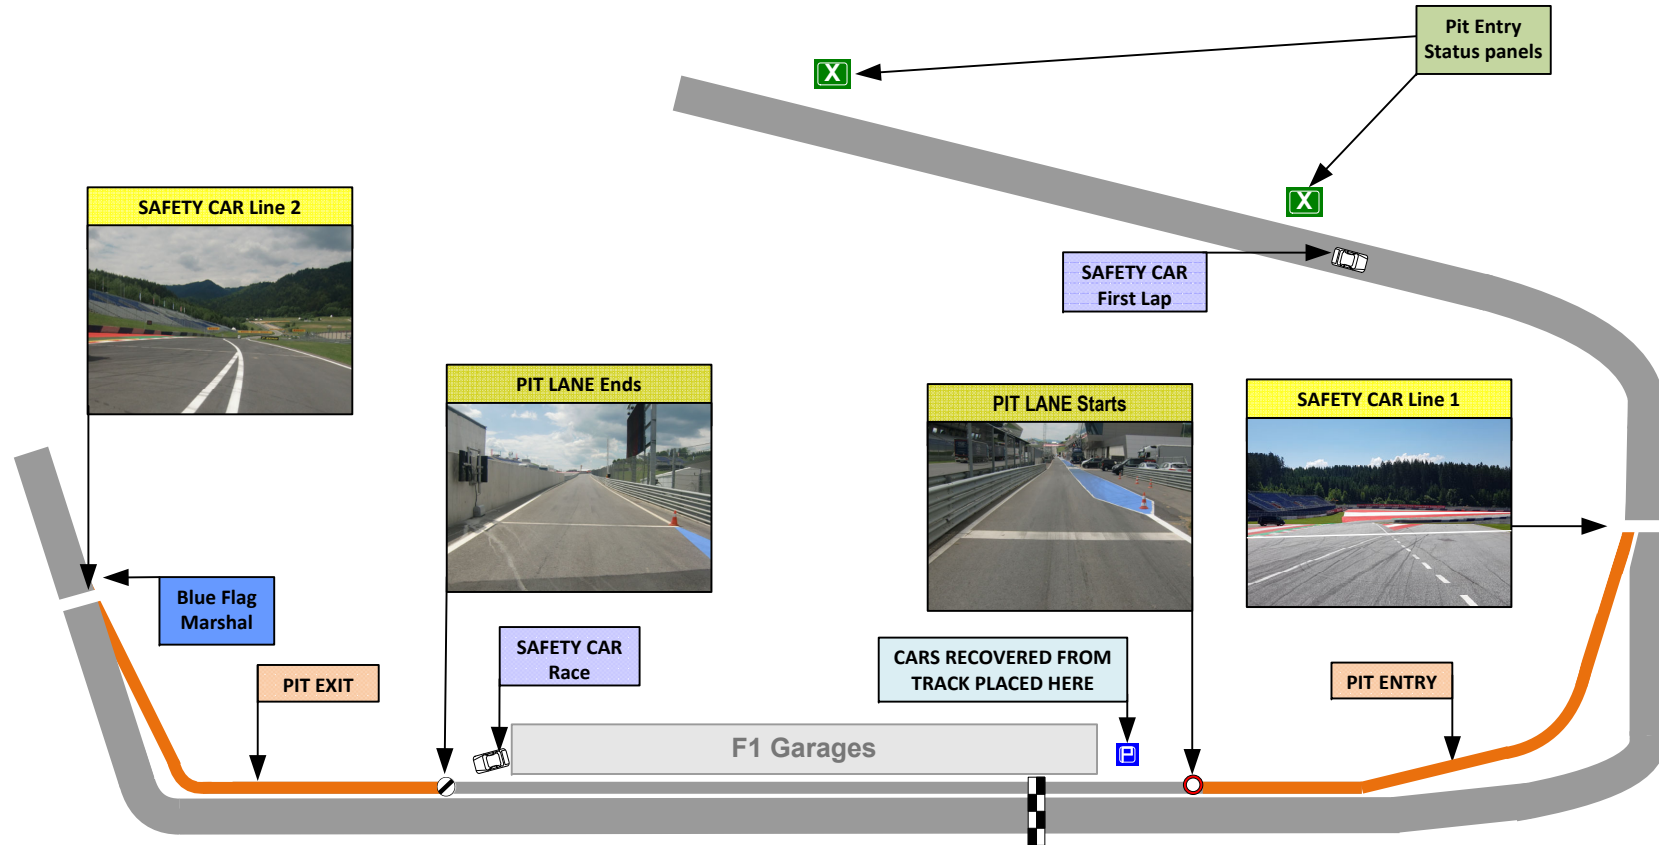 Pit Entry
Status panels
X
X
SAFETY CAR Line 2
SAFETY CAR
First Lap
PIT LANE Ends
PIT LANE Starts
SAFETY CAR Line 1
Blue Flag
Marshal
SAFETY CAR
Race
CARS RECOVERED FROM
TRACK PLACED HERE
PIT EXIT
PIT ENTRY
F1 Garages
P